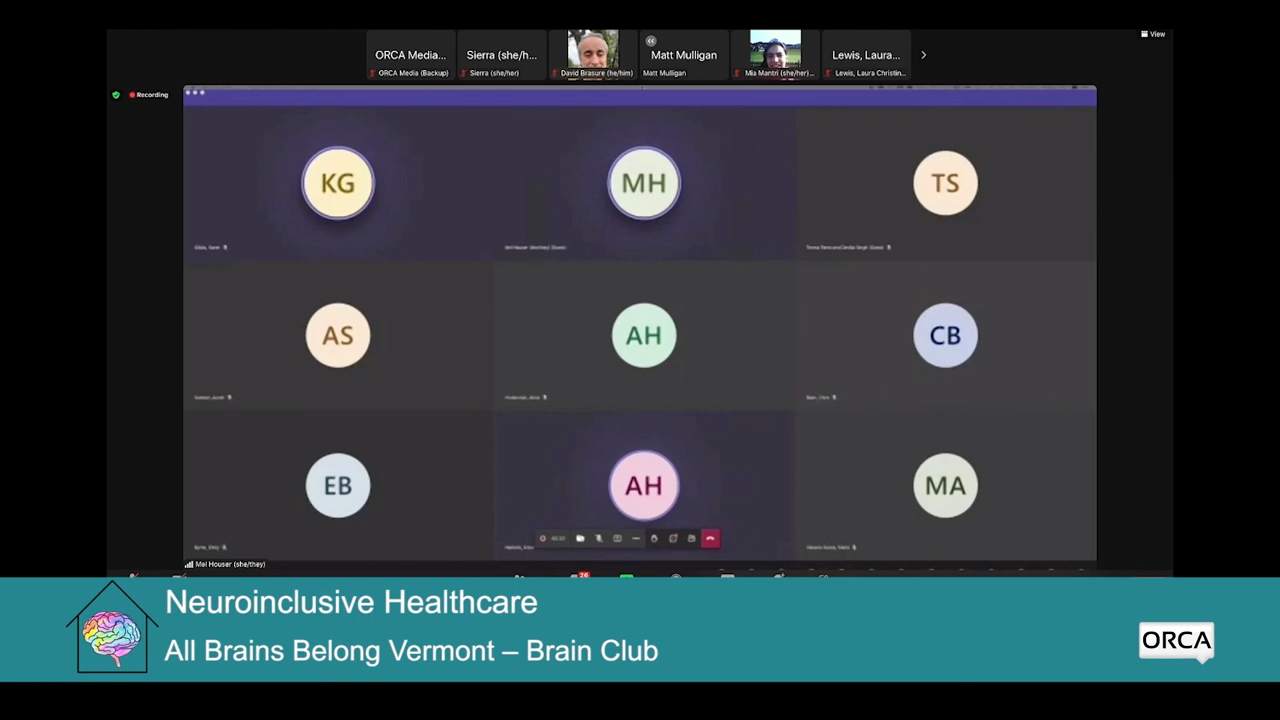 View
ORCA Media...
Sierra (she/h...
Matt Mulligan
Lewis, Laura...
ORCA Media (Backup)
Sierra (she/her)
David Brasure (he/him)
Matt Mulligan
Mia Mantri (she/her)...
Lewis, Laura Christin...
Recording
KG
MH
TS
AS
AH
CB
EB
AH
MA
Mel Houser (she/they)
26
Neuroinclusive Healthcare
All Brains Belong Vermont – Brain Club
ORCA